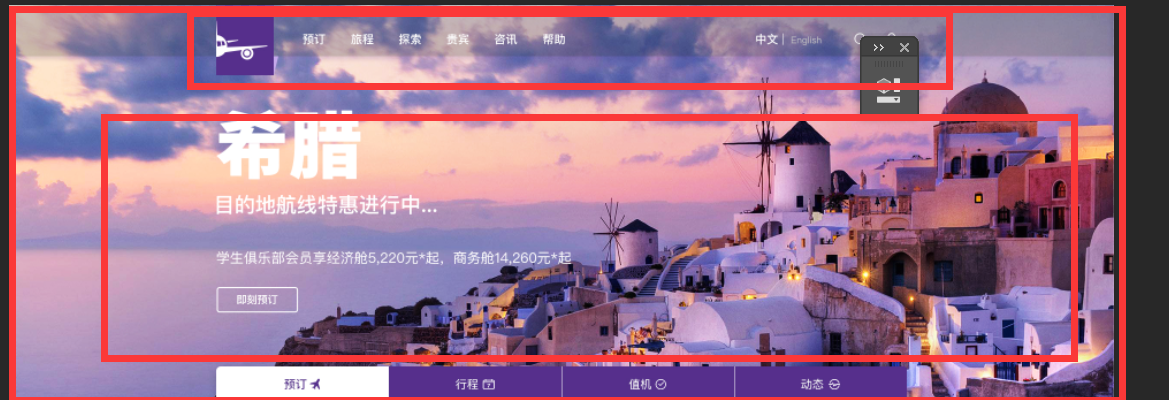 预订 旅程 探索 贵宾 咨讯 帮助 中文 | English
希腊
目的地航线特惠进行中...
学生俱乐部会员享经济舱5,220元*起，商务舱14,260元*起
即刻预订
预订 行程 值机 动态